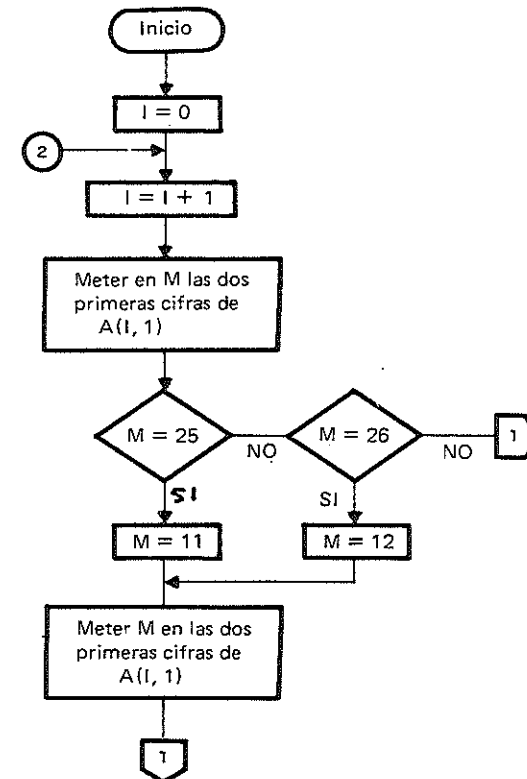 Inicio
I = 0
2
I = I + 1
Meter en M las dos
primeras cifras de
A(I, 1)
M = 25
NO
M = 26
NO
1
SI
SI
M = 11
M = 12
Meter M en las dos
primeras cifras de
A(I, 1)
1